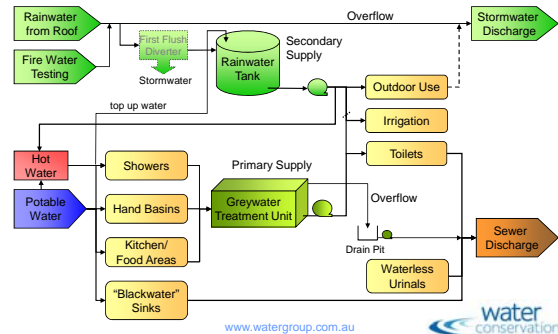 Rainwater
from Roof
Overflow
Stormwater
Discharge
First Flush
Diverter
Secondary
Supply
Fire Water
Testing
Rainwater
Tank
Stormwater
Outdoor Use
top up water
Irrigation
Hot
Water
Showers
Primary Supply
Toilets
Potable
Water
Hand Basins
Greywater
Treatment Unit
Overflow
Sewer
Discharge
Kitchen/
Food Areas
Drain Pit
Waterless
Urinals
“Blackwater”
Sinks
www.watergroup.com.au
water
conservation